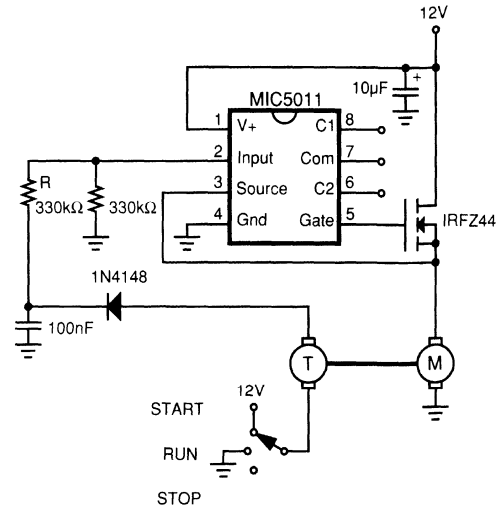 12V
10μF +
MIC5011
1 V+ C1 8
2 Input Com 7
3 Source C2 6
4 Gnd Gate 5
R
330kΩ 330kΩ
IRFZ44
1N4148
100nF
T M
12V
START
RUN
STOP